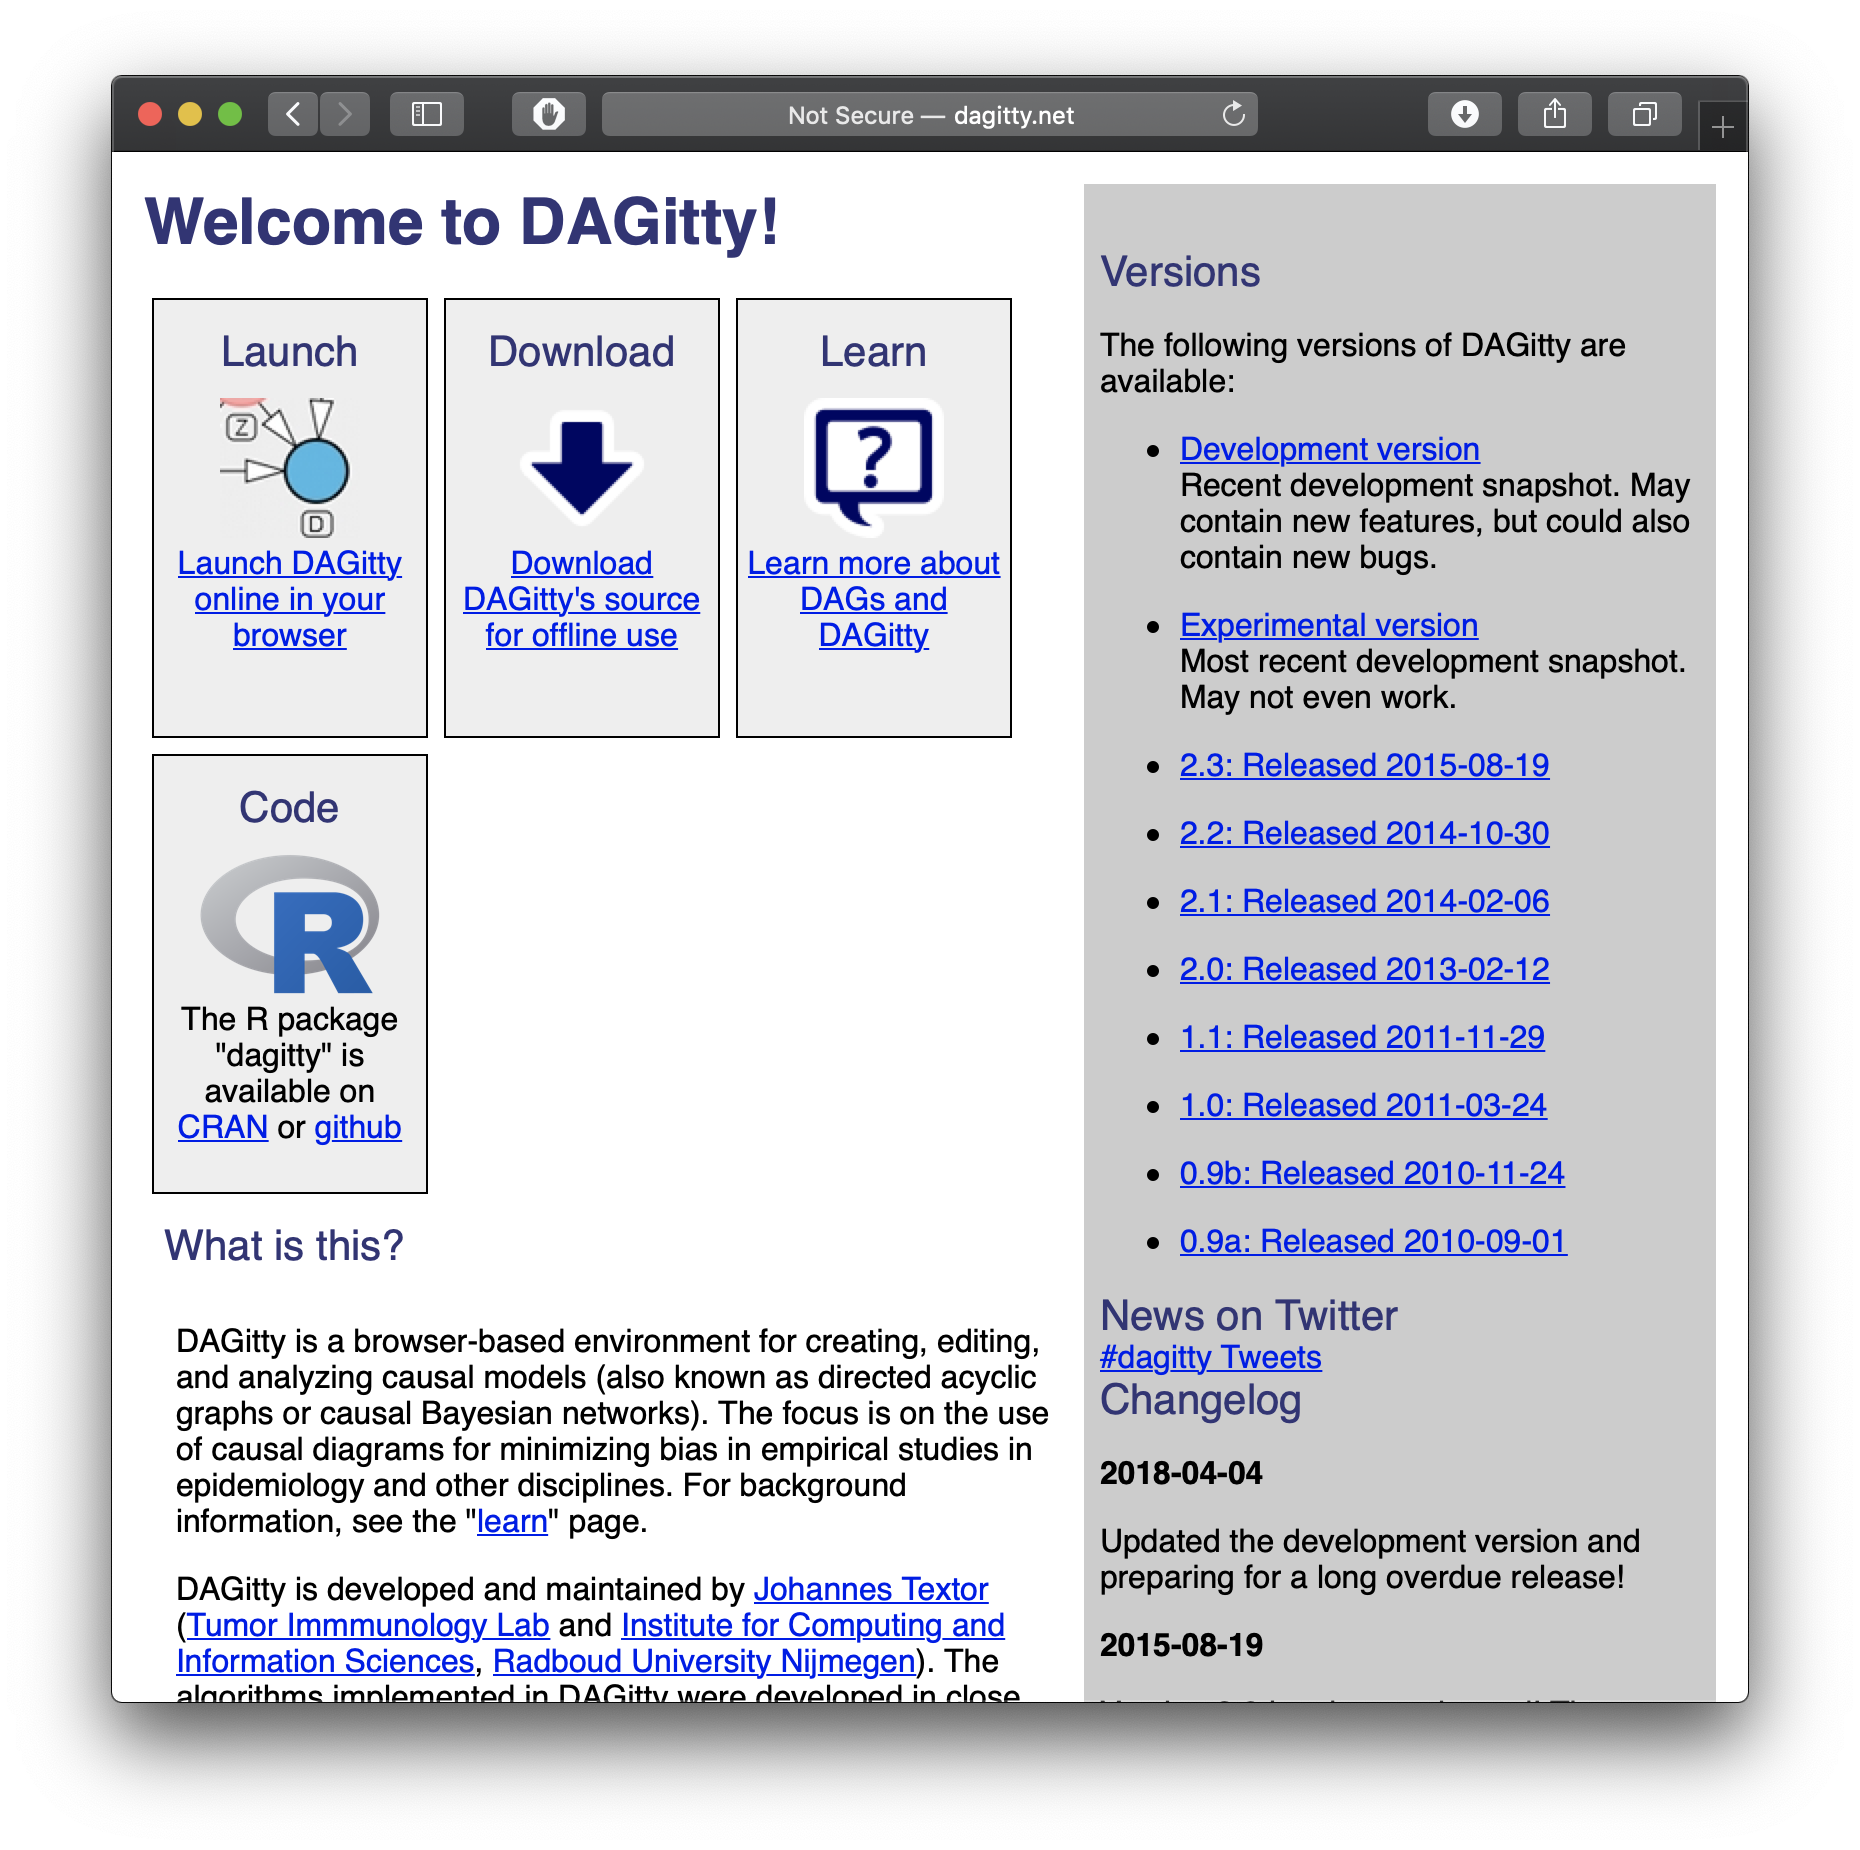 Not Secure — dagitty.net
Welcome to DAGitty!
Launch
Z
D
Launch DAGitty
online in your
browser
Download
Download
DAGitty's source
for offline use
Learn
?
Learn more about
DAGs and
DAGitty
Code
R
The R package
"dagitty" is
available on
CRAN or github
What is this?
DAGitty is a browser-based environment for creating, editing,
and analyzing causal models (also known as directed acyclic
graphs or causal Bayesian networks). The focus is on the use
of causal diagrams for minimizing bias in empirical studies in
epidemiology and other disciplines. For background
information, see the "learn" page.
DAGitty is developed and maintained by Johannes Textor
(Tumor Immmunology Lab and Institute for Computing and
Information Sciences, Radboud University Nijmegen). The
algorithms implemented in DAGitty were developed in close
Versions
The following versions of DAGitty are
available:
Development version
Recent development snapshot. May
contain new features, but could also
contain new bugs.
Experimental version
Most recent development snapshot.
May not even work.
2.3: Released 2015-08-19
2.2: Released 2014-10-30
2.1: Released 2014-02-06
2.0: Released 2013-02-12
1.1: Released 2011-11-29
1.0: Released 2011-03-24
0.9b: Released 2010-11-24
0.9a: Released 2010-09-01
News on Twitter
#dagitty Tweets
Changelog
2018-04-04
Updated the development version and
preparing for a long overdue release!
2015-08-19